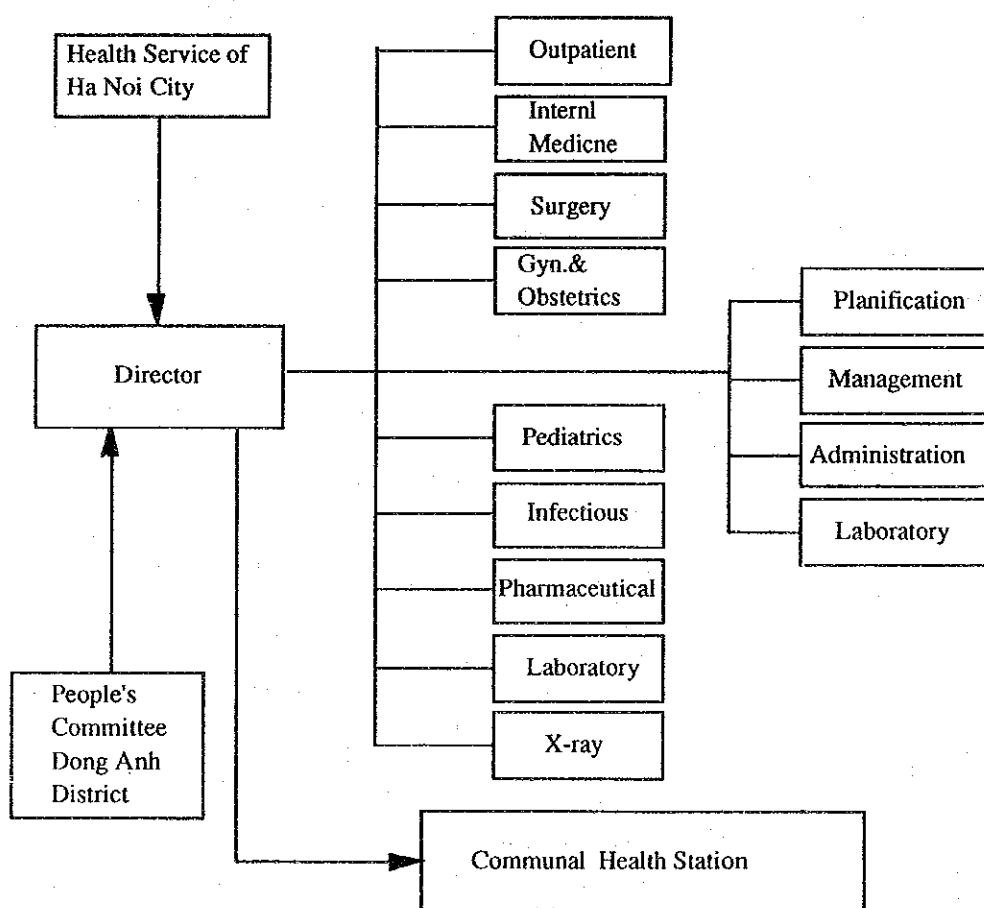 Health Service of
Ha Noi City
Director
People's
Committee
Dong Anh
District
Outpatient
Internl
Medicne
Surgery
Gyn.&
Obstetrics
Pediatrics
Infectious
Pharmaceutical
Laboratory
X-ray
Planification
Management
Administration
Laboratory
Communal Health Station